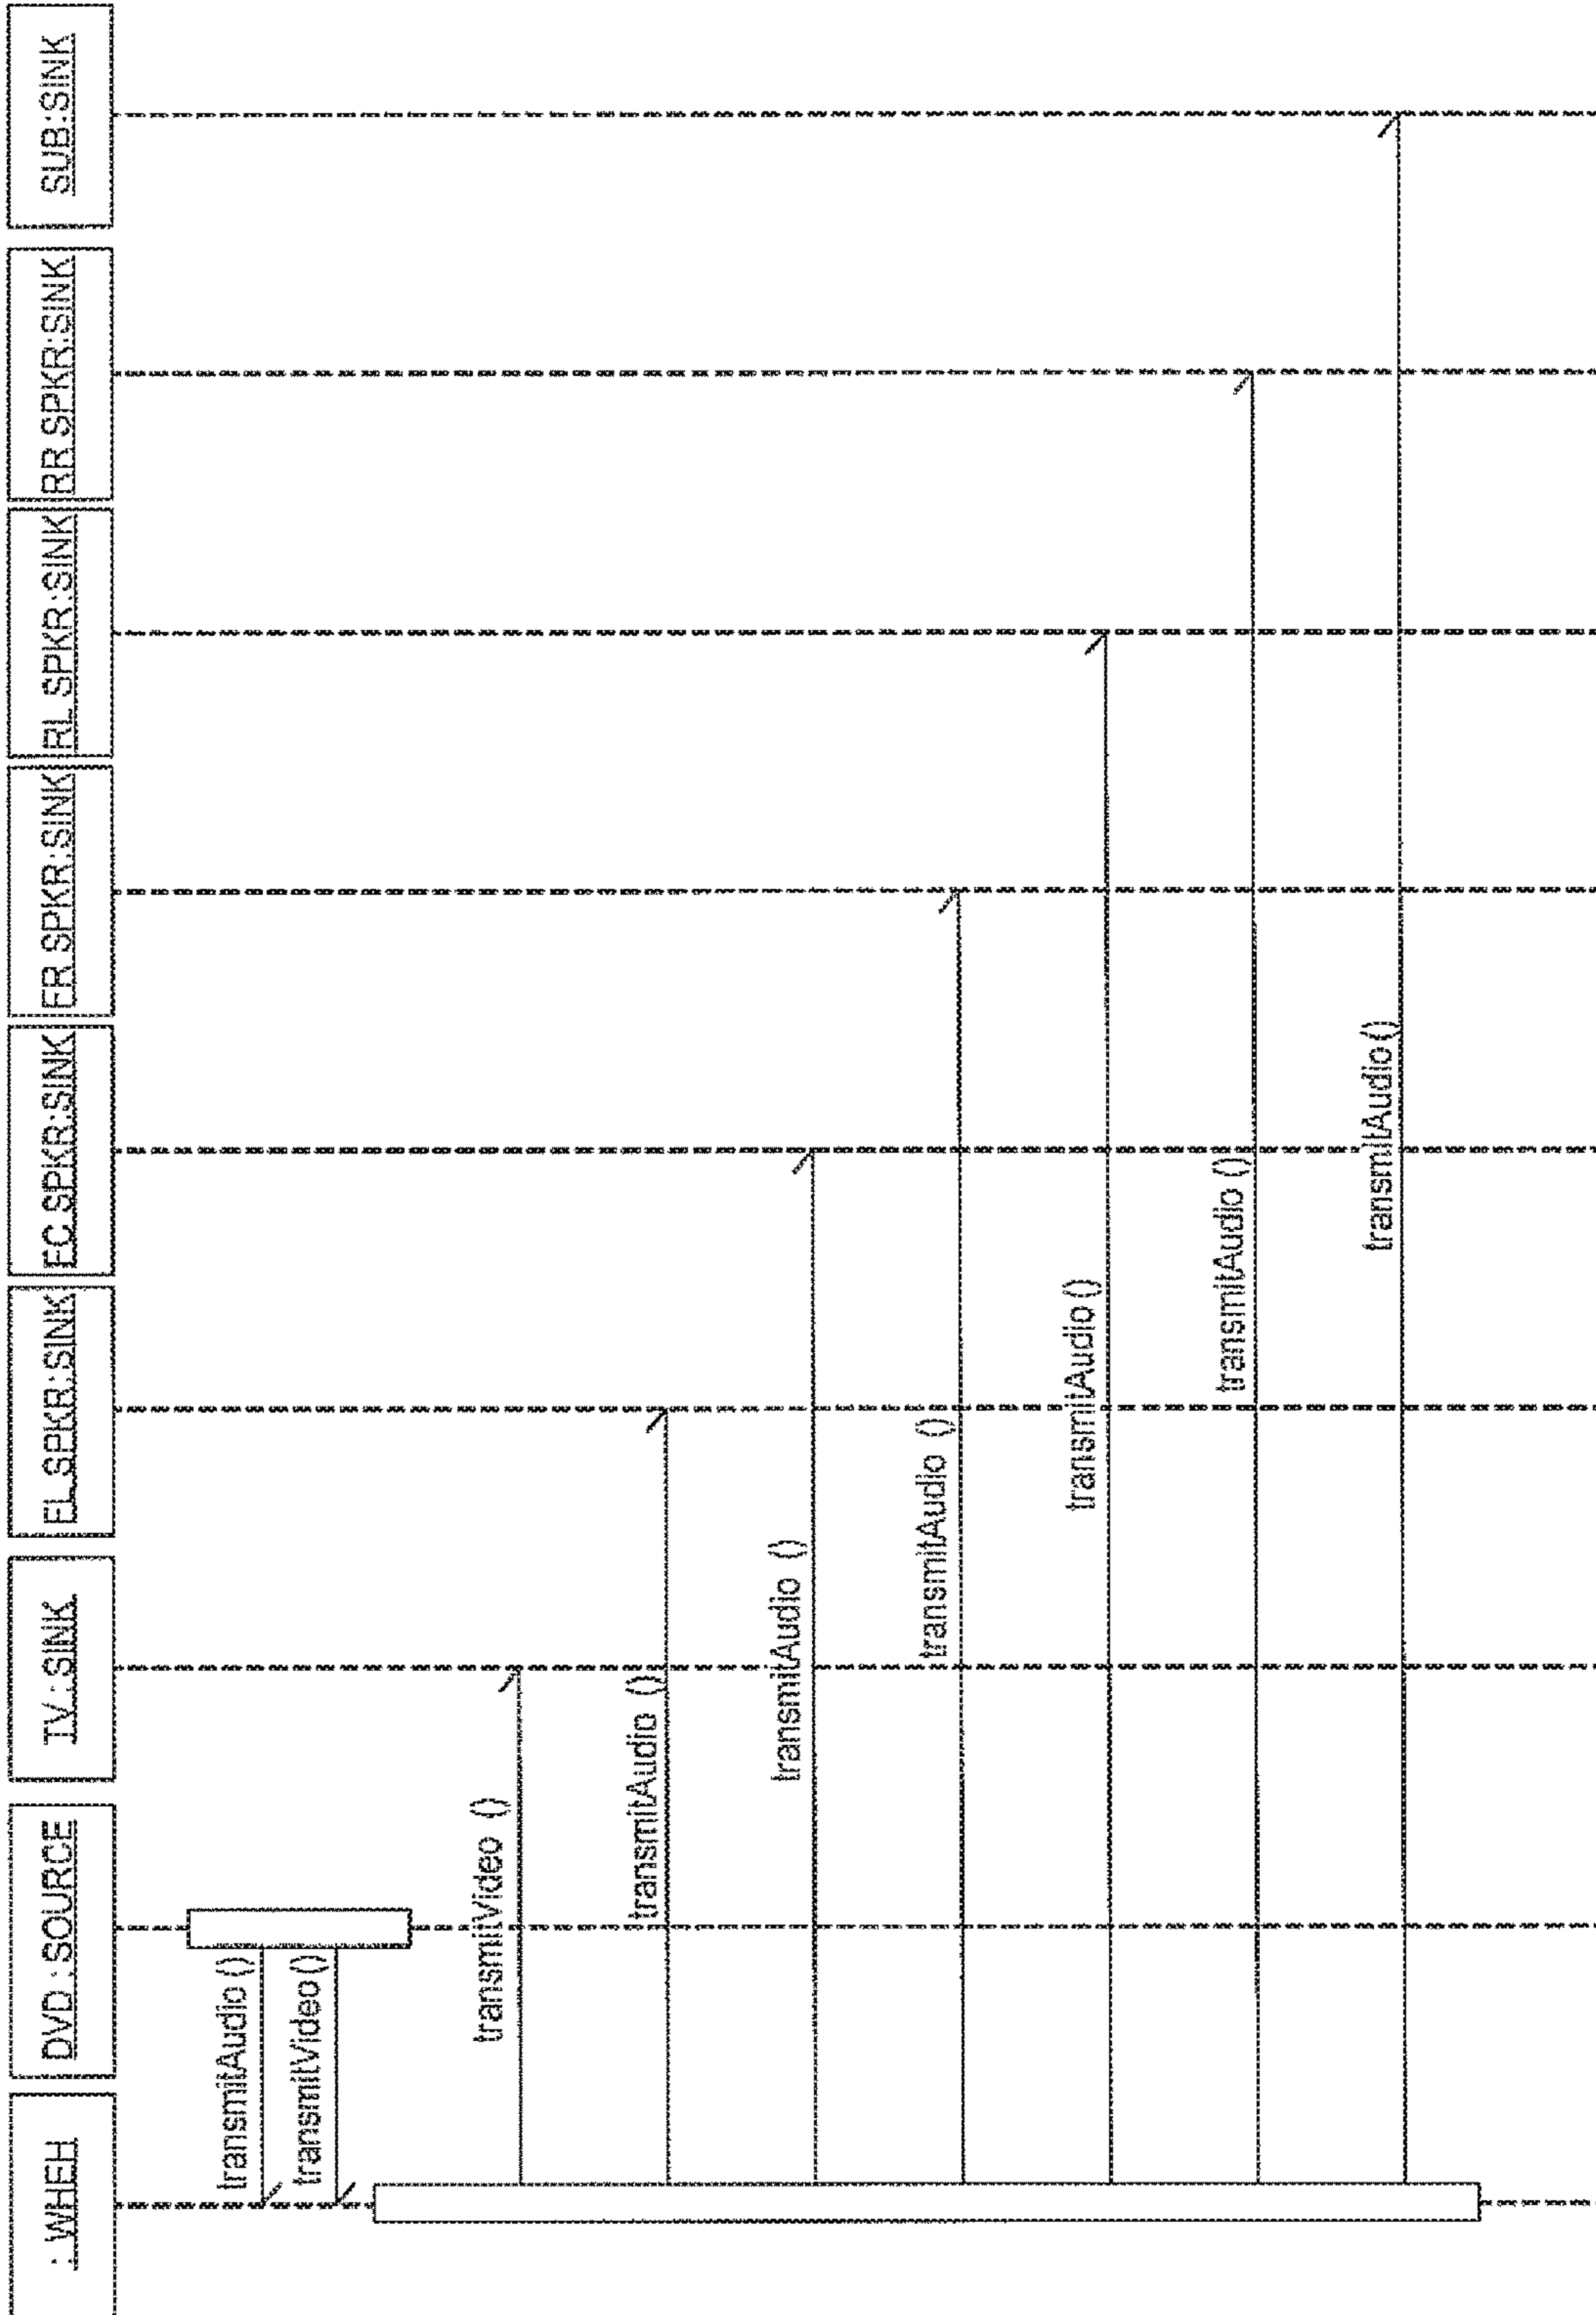 : WHEH
DVD : SOURCE
TV : SINK
FL SPKR:SINK
FC SPKR:SINK
FR SPKR:SINK
RL SPKR:SINK
RR SPKR:SINK
SUB:SINK
transmitAudio ()
transmitVideo ()
transmitVideo ()
transmitAudio ()
transmitAudio ()
transmitAudio ()
transmitAudio ()
transmitAudio ()
transmitAudio ()